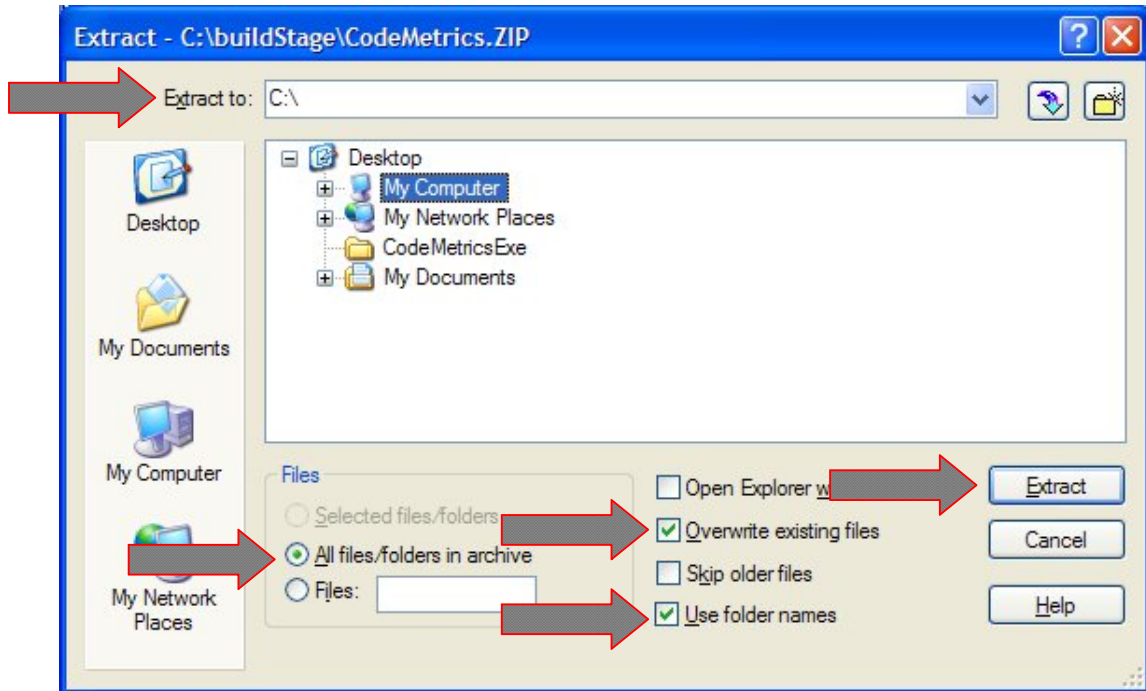 Extract - C:\buildStage\CodeMetrics.ZIP
Extract to: C:\
Desktop
My Documents
My Computer
My Network
Places
Desktop
My Computer
My Network Places
CodeMetricsExe
My Documents
Files
Selected files/folders
All files/folders in archive
Files:
Open Explorer
Overwrite existing files
Skip older files
Use folder names
Extract
Cancel
Help